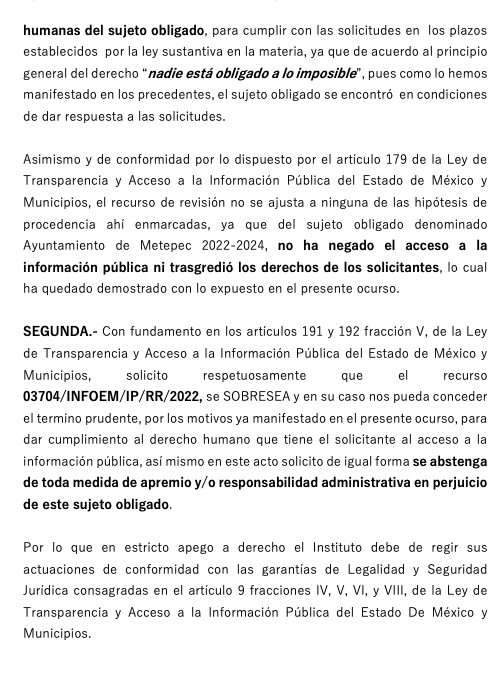 humanas del sujeto obligado, para cumplir con las solicitudes en los plazos
establecidos por la ley sustantiva en la materia, ya que de acuerdo al principio
general del derecho “nadie está obligado a lo imposible”, pues como lo hemos
manifestado en los precedentes, el sujeto obligado se encontró en condiciones
de dar respuesta a las solicitudes.
Asimismo y de conformidad por lo dispuesto por el artículo 179 de la Ley de
Transparencia y Acceso a la Información Pública del Estado de México y
Municipios, el recurso de revisión no se ajusta a ninguna de las hipótesis de
procedencia ahí enmarcadas, ya que del sujeto obligado denominado
Ayuntamiento de Metepec 2022-2024, no ha negado el acceso a la
información pública ni trasgredió los derechos de los solicitantes, lo cual
ha quedado demostrado con lo expuesto en el presente ocurso.
SEGUNDA.- Con fundamento en los artículos 191 y 192 fracción V, de la Ley
de Transparencia y Acceso a la Información Pública del Estado de México y
Municipios, solicito respetuosamente que el recurso
03704/INFOEM/IP/RR/2022, se SOBRESEA y en su caso nos pueda conceder
el termino prudente, por los motivos ya manifestado en el presente ocurso, para
dar cumplimiento al derecho humano que tiene el solicitante al acceso a la
información pública, así mismo en este acto solicito de igual forma se abstenga
de toda medida de apremio y/o responsabilidad administrativa en perjuicio
de este sujeto obligado.
Por lo que en estricto apego a derecho el Instituto debe de regir sus
actuaciones de conformidad con las garantías de Legalidad y Seguridad
Jurídica consagradas en el artículo 9 fracciones IV, V, VI, y VIII, de la Ley de
Transparencia y Acceso a la Información Pública del Estado De México y
Municipios.